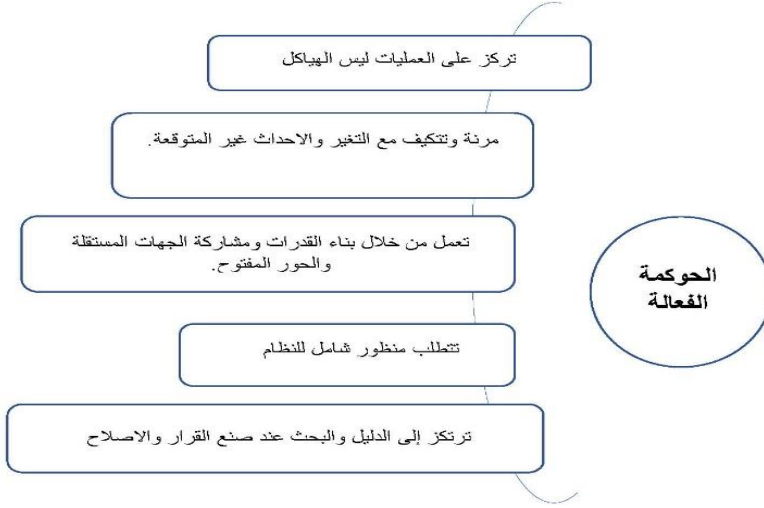 تركز على العمليات ليس الهياكل
مرنة وتتكيف مع التغير والاحداث غير المتوقعة.
تعمل من خلال بناء القدرات ومشاركة الجهات المستقلة
والحور المفتوح.
تتطلب منظور شامل للنظام
ترتكز إلى الدليل والبحث عند صنع القرار والاصلاح
الحوكمة
الفعالة